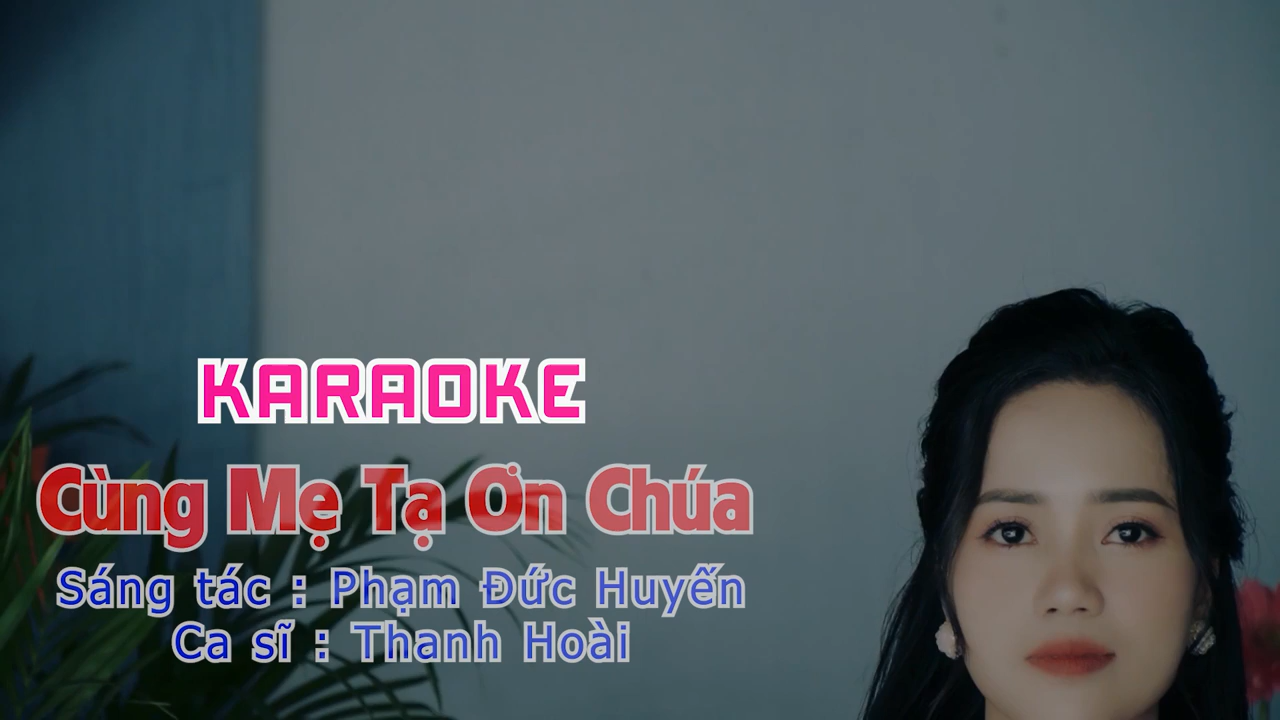 KARAOKE
Cùng Mẹ Tạ Ơn Chúa
Sáng tác : Phạm Đức Huyến
Ca sĩ : Thanh Hoài